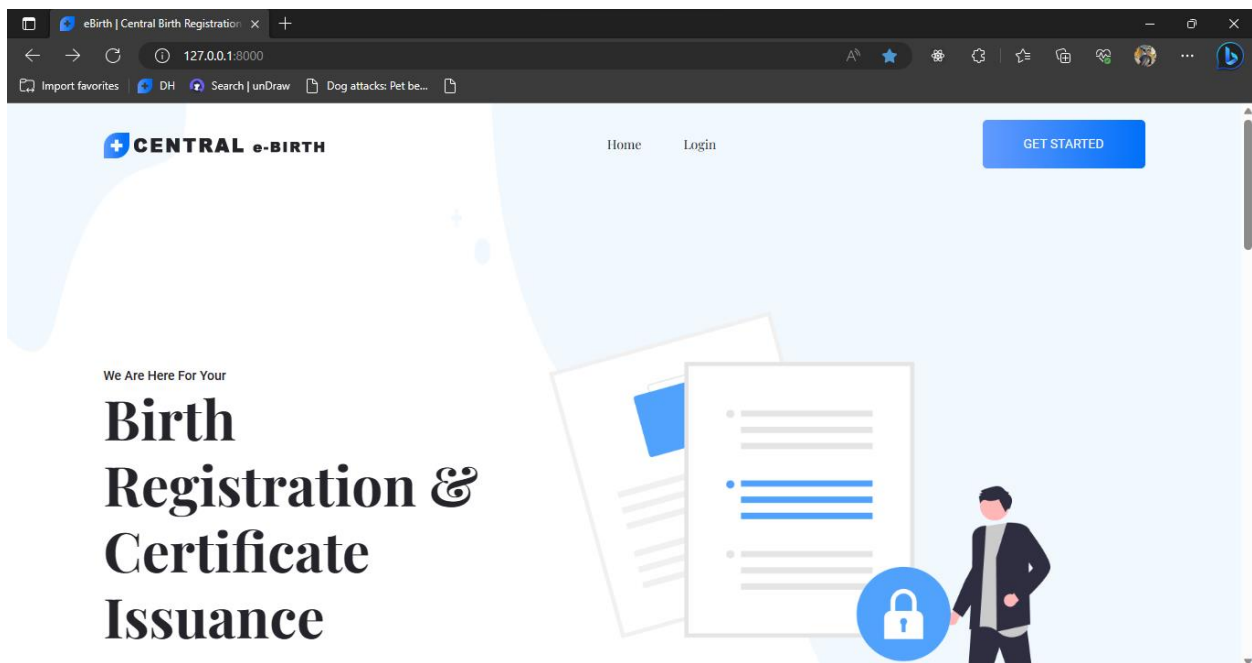 eBirth | Central Birth Registration
127.0.0.1:8000
Import favorites DH Search | unDraw Dog attacks: Pet be...
CENTRAL e-BIRTH Home Login GET STARTED
We Are Here For Your
Birth
Registration &
Certificate
Issuance